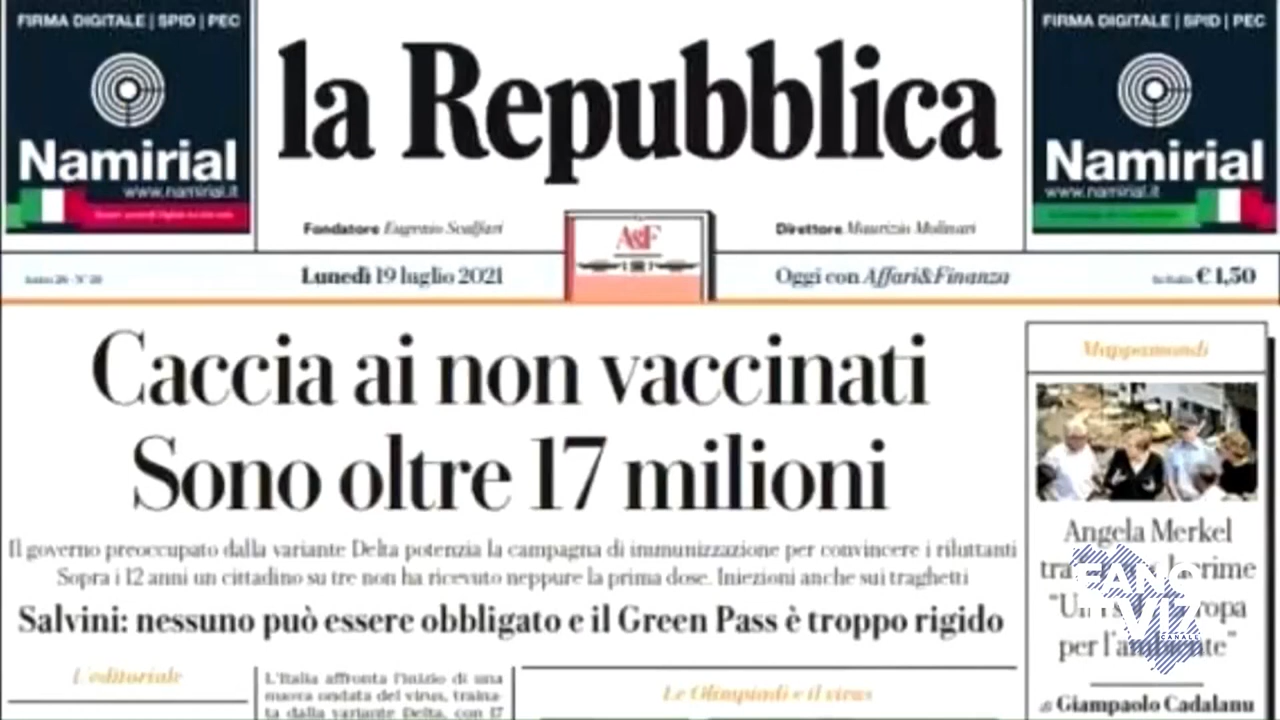 FIRMA DIGITALE | SPID | PEC
Namirial
www.namirial.it
la Repubblica
FIRMA DIGITALE | SPID | PEC
Namirial
www.namirial.it
Fondatore Eugenio Scalfari
A&F
Direttore Maurizio Molinari
Lunedì 19 luglio 2021
Oggi con Affari&Finanza
€ 1,50
Caccia ai non vaccinati
Sono oltre 17 milioni
Il governo preoccupato dalla variante Delta potenzia la campagna di immunizzazione per convincere i riluttanti
Sopra i 12 anni un cittadino su tre non ha ricevuto neppure la prima dose. Iniezioni anche sui traghetti
Salvini: nessuno può essere obbligato e il Green Pass è troppo rigido
L'editoriale
L'Italia affronta l'inizio di una
nuova ondata del virus, traina-
ta dalla variante Delta, con 17
Le Olimpiadi e il virus
Mappamondi
Angela Merkel
per l'ambiente"
di Giampaolo Cadalanu
FANO
CANALE